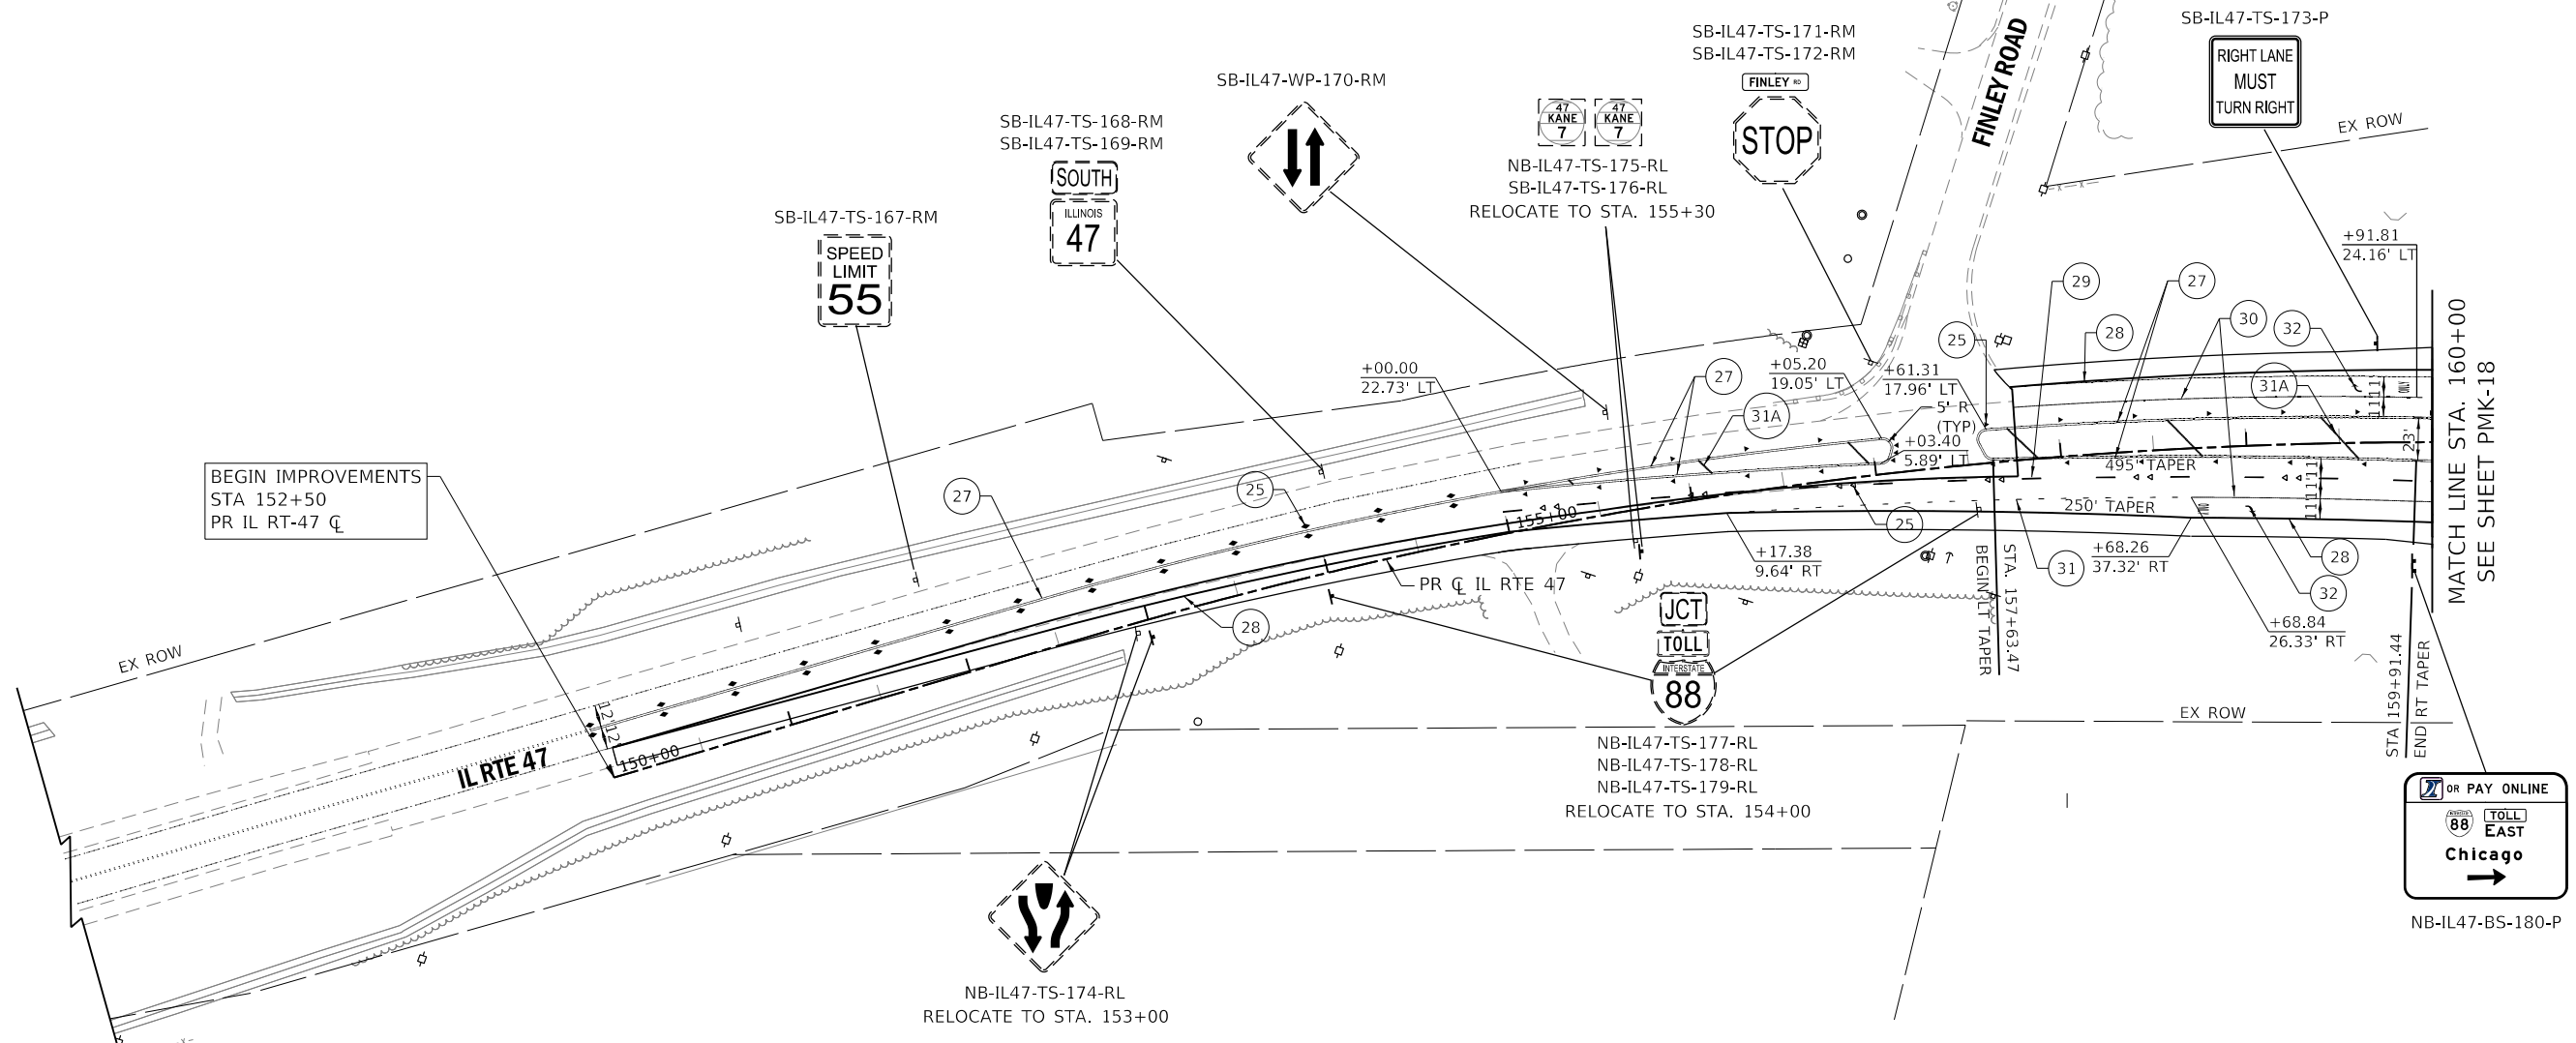 SB-IL47-TS-173-P
RIGHT LANE
MUST
TURN RIGHT
SB-IL47-TS-171-RM
SB-IL47-TS-172-RM
FINLEY RD
STOP
FINLEY ROAD
EX ROW
SB-IL47-WP-170-RM
47
KANE
7
47
KANE
7
NB-IL47-TS-175-RL
SB-IL47-TS-176-RL
RELOCATE TO STA. 155+30
SB-IL47-TS-168-RM
SB-IL47-TS-169-RM
SOUTH
ILLINOIS
47
SB-IL47-TS-167-RM
SPEED
LIMIT
55
+91.81
24.16' LT
29
27
30
32
28
25
31A
MATCH LINE STA. 160+00
SEE SHEET PMK-18
+00.00
22.73' LT
27
31A
+05.20
19.05' LT
+61.31
17.96' LT
5' R
(TYP)
+03.40
5.89' LT
11'
11'
ONLY
23'
495' TAPER
11'
11'
11'
250' TAPER
ONLY
BEGIN IMPROVEMENTS
STA 152+50
PR IL RT-47 ℄
27
25
155+00
25
+17.38
9.64' RT
BEGIN LT TAPER
STA. 157+63.47
31
+68.26
37.32' RT
28
32
+68.84
26.33' RT
PR ℄ IL RTE 47
28
EX ROW
12'
12'
150+00
IL RTE 47
JCT
TOLL
INTERSTATE
88
NB-IL47-TS-177-RL
NB-IL47-TS-178-RL
NB-IL47-TS-179-RL
RELOCATE TO STA. 154+00
EX ROW
STA 159+91.44
END RT TAPER
OR PAY ONLINE
88
TOLL
EAST
Chicago
NB-IL47-BS-180-P
NB-IL47-TS-174-RL
RELOCATE TO STA. 153+00